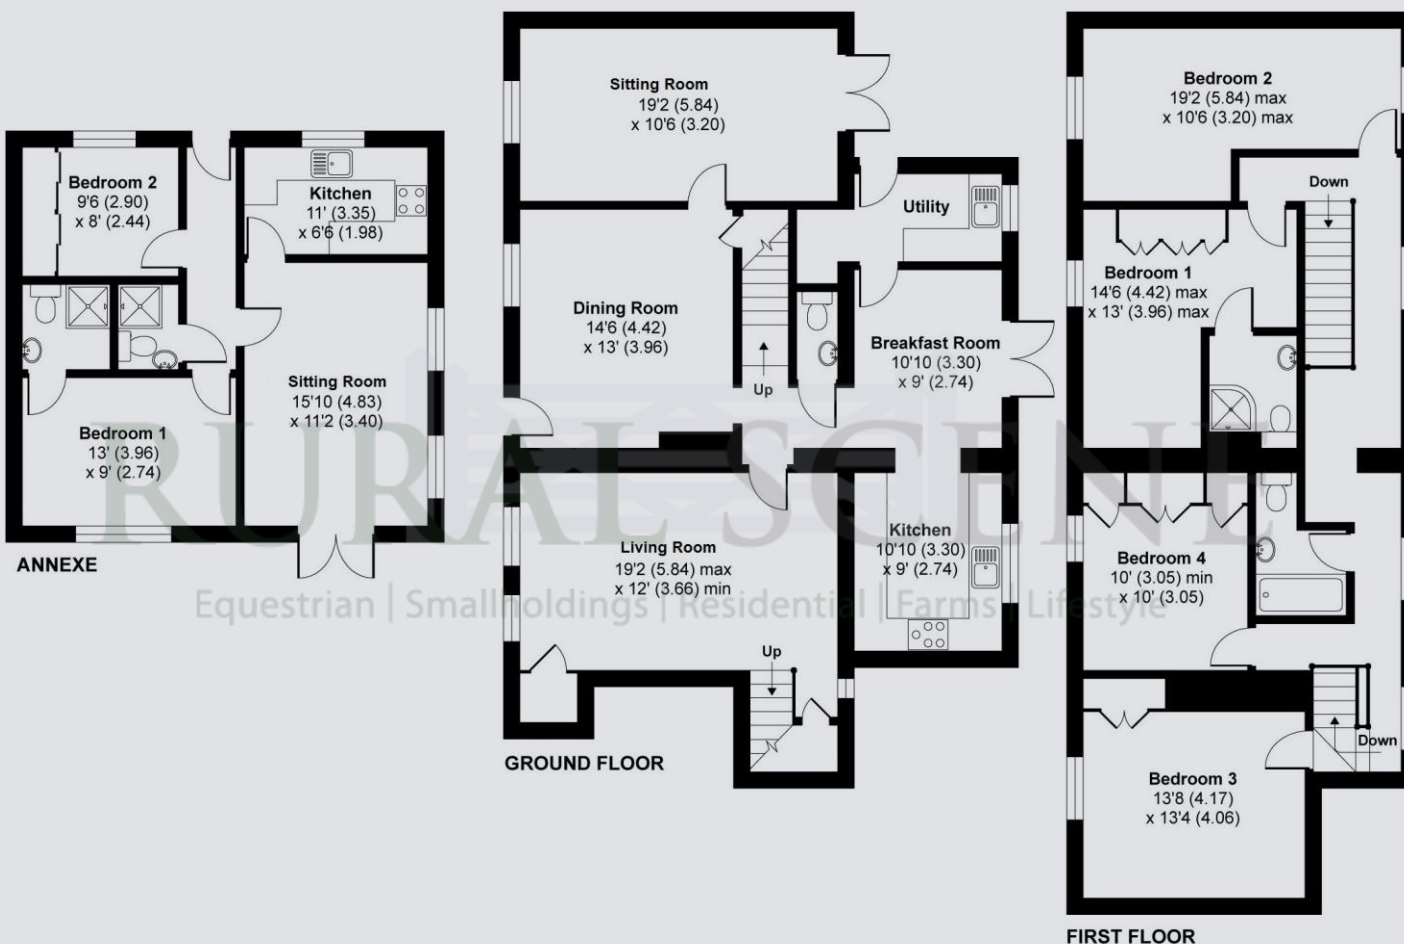 Bedroom 2
9'6 (2.90)
x 8' (2.44)
Kitchen
11' (3.35)
x 6'6 (1.98)
Sitting Room
15'10 (4.83)
x 11'2 (3.40)
Bedroom 1
13' (3.96)
x 9' (2.74)
ANNEXE
Sitting Room
19'2 (5.84)
x 10'6 (3.20)
Utility
Dining Room
14'6 (4.42)
x 13' (3.96)
Up
Breakfast Room
10'10 (3.30)
x 9' (2.74)
Living Room
19'2 (5.84) max
x 12' (3.66) min
Kitchen
10'10 (3.30)
x 9' (2.74)
Up
GROUND FLOOR
Bedroom 2
19'2 (5.84) max
x 10'6 (3.20) max
Down
Bedroom 1
14'6 (4.42) max
x 13' (3.96) max
Bedroom 4
10' (3.05) min
x 10' (3.05)
Down
Bedroom 3
13'8 (4.17)
x 13'4 (4.06)
FIRST FLOOR
RURAL SCENE
Equestrian | Smallholdings | Residential | Farms | Lifestyle